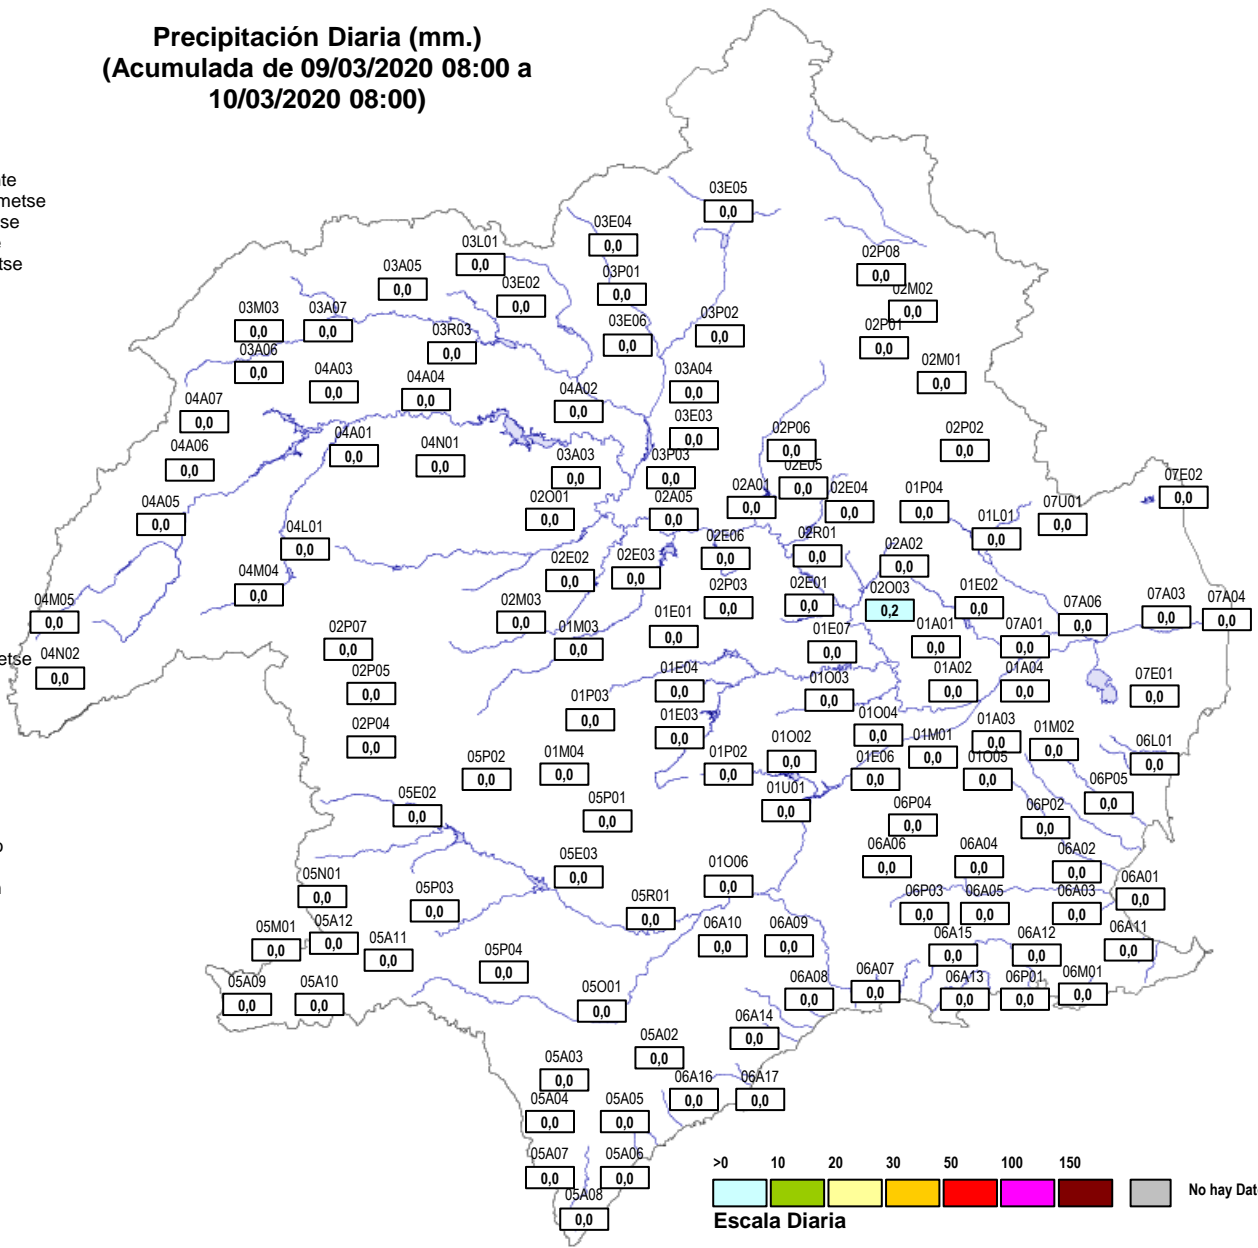 Precipitación Diaria (mm.)
(Acumulada de 09/03/2020 08:00 a
10/03/2020 08:00)
te
metse
se
e
tse
03E05
0,0
03E04
0,0
03L01
0,0
02P08
0,0
03A05
0,0
03P01
0,0
03E02
0,0
02M02
0,0
03M03
0,0
03A07
0,0
03P02
0,0
03E06
0,0
03R03
0,0
02P01
0,0
03A06
0,0
02M01
0,0
04A03
0,0
04A04
0,0
03A04
0,0
04A02
0,0
04A07
0,0
03E03
0,0
04A01
0,0
02P06
0,0
02P02
0,0
04A06
0,0
04N01
0,0
03A03
0,0
03P03
0,0
02E05
0,0
07E02
0,0
02A01
0,0
02E04
0,0
01P04
0,0
04A05
0,0
02O01
0,0
02A05
0,0
07U01
0,0
01L01
0,0
04L01
0,0
02E06
0,0
02R01
0,0
02A02
0,0
02E02
0,0
02E03
0,0
04M04
0,0
02P03
0,0
02E01
0,0
02O03
0,2
01E02
0,0
07A03
0,0
07A04
0,0
04M05
0,0
02M03
0,0
01E01
0,0
07A06
0,0
02P07
0,0
01M03
0,0
01E07
0,0
01A01
0,0
07A01
0,0
etse
04N02
0,0
02P05
0,0
01E04
0,0
01O03
0,0
01A02
0,0
01A04
0,0
07E01
0,0
01P03
0,0
01E03
0,0
02P04
0,0
01O04
0,0
01A03
0,0
01M02
0,0
01O02
0,0
01M01
0,0
06L01
0,0
05P02
0,0
01M04
0,0
01P02
0,0
01E06
0,0
01O05
0,0
05E02
0,0
05P01
0,0
01U01
0,0
06P05
0,0
06P04
0,0
06P02
0,0
o
05E03
0,0
01O06
0,0
06A06
0,0
06A04
0,0
06A02
0,0
05N01
0,0
05P03
0,0
05R01
0,0
06P03
0,0
06A05
0,0
06A03
0,0
06A01
0,0
05M01
0,0
05A12
0,0
05A11
0,0
06A10
0,0
06A09
0,0
06A15
0,0
06A12
0,0
06A11
0,0
05P04
0,0
05A09
0,0
05A10
0,0
05O01
0,0
06A08
0,0
06A07
0,0
06A13
0,0
06P01
0,0
06M01
0,0
06A14
0,0
05A02
0,0
05A03
0,0
06A16
0,0
06A17
0,0
05A04
0,0
05A05
0,0
05A07
0,0
05A06
0,0
05A08
0,0
>0 10 20 30 50 100 150
No hay Dat
Escala Diaria